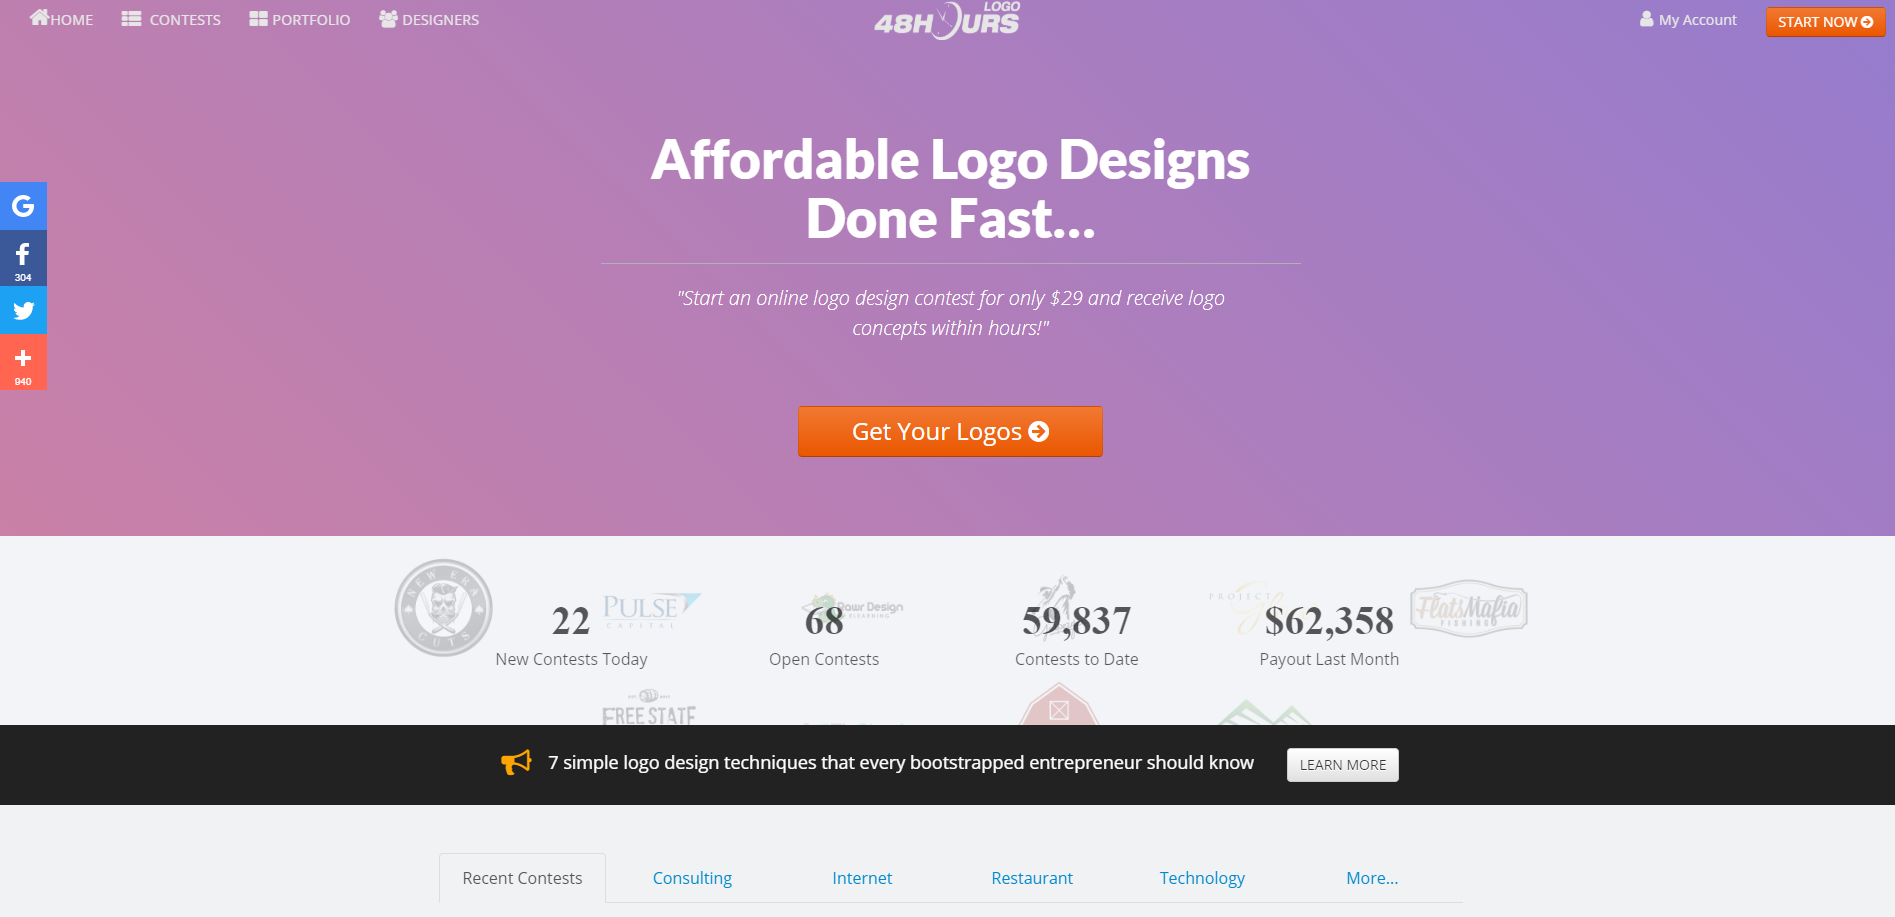 HOME
CONTESTS
PORTFOLIO
DESIGNERS
LOGO
48HOURS
My Account
START NOW
Affordable Logo Designs
Done Fast...
"Start an online logo design contest for only $29 and receive logo
concepts within hours!"
Get Your Logos
G
f
304
+
940
NEW ERA
CUTS
22
New Contests Today
PULSE
CAPITAL
68
Open Contests
Rawr Design
ELEARNING
59,837
Contests to Date
PROJECT
$62,358
Payout Last Month
FlatsMafia
FISHING
FREE STATE
7 simple logo design techniques that every bootstrapped entrepreneur should know
LEARN MORE
Recent Contests
Consulting
Internet
Restaurant
Technology
More...